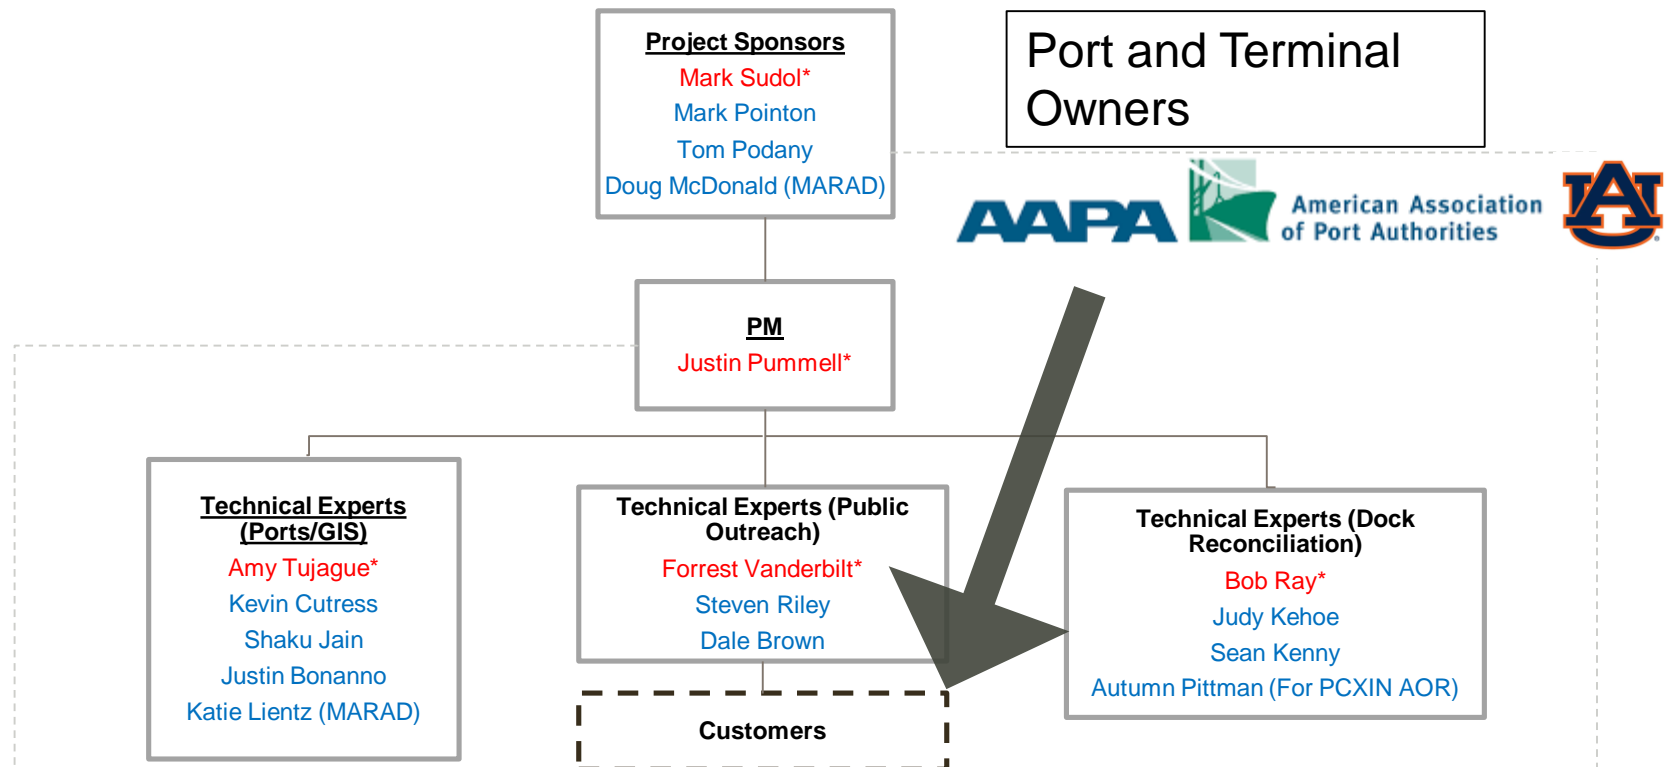 Project Sponsors
Mark Sudol*
Mark Pointon
Tom Podany
Doug McDonald (MARAD)
Port and Terminal
Owners
AAPA
American Association
of Port Authorities
AU
PM
Justin Pummell*
Technical Experts
(Ports/GIS)
Amy Tujague*
Kevin Cutress
Shaku Jain
Justin Bonanno
Katie Lientz (MARAD)
Technical Experts (Public
Outreach)
Forrest Vanderbilt*
Steven Riley
Dale Brown
Technical Experts (Dock
Reconciliation)
Bob Ray*
Judy Kehoe
Sean Kenny
Autumn Pittman (For PCXIN AOR)
Customers